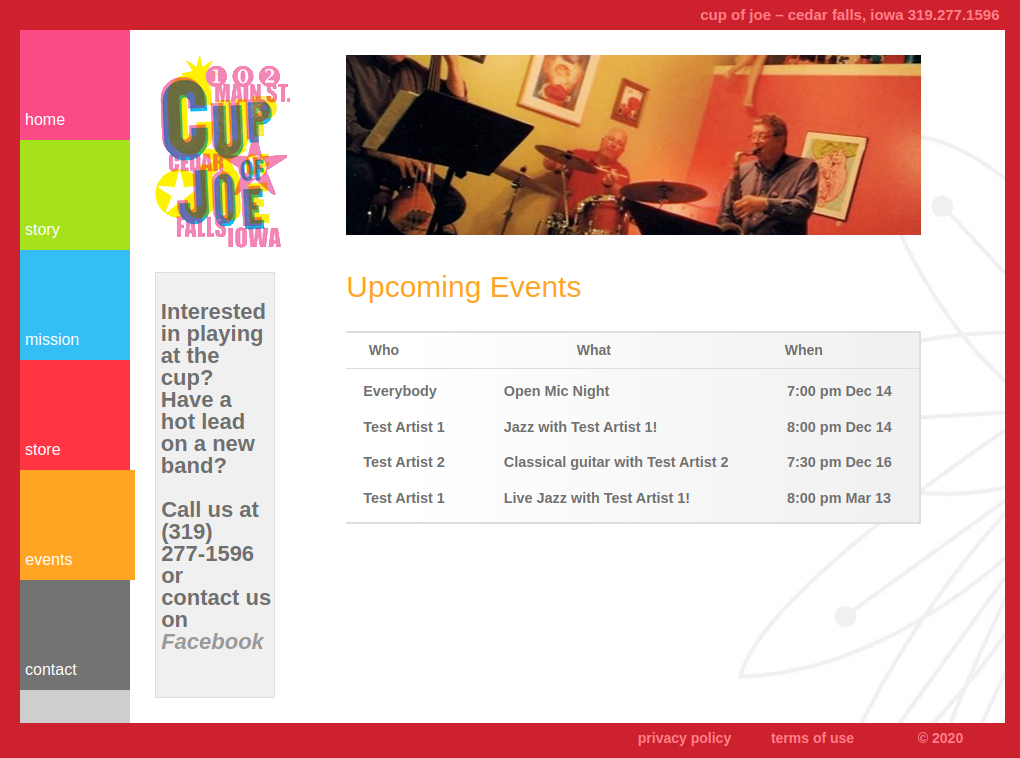 cup of joe – cedar falls, iowa 319.277.1596
home
story
mission
store
events
contact
102
MAIN ST.
CUP
CEDAR OF
JOE
FALLS IOWA
Interested
in playing
at the
cup?
Have a
hot lead
on a new
band?
Call us at
(319)
277-1596
or
contact us
on
Facebook
Upcoming Events
Who What When
Everybody Open Mic Night 7:00 pm Dec 14
Test Artist 1 Jazz with Test Artist 1! 8:00 pm Dec 14
Test Artist 2 Classical guitar with Test Artist 2 7:30 pm Dec 16
Test Artist 1 Live Jazz with Test Artist 1! 8:00 pm Mar 13
privacy policy terms of use © 2020